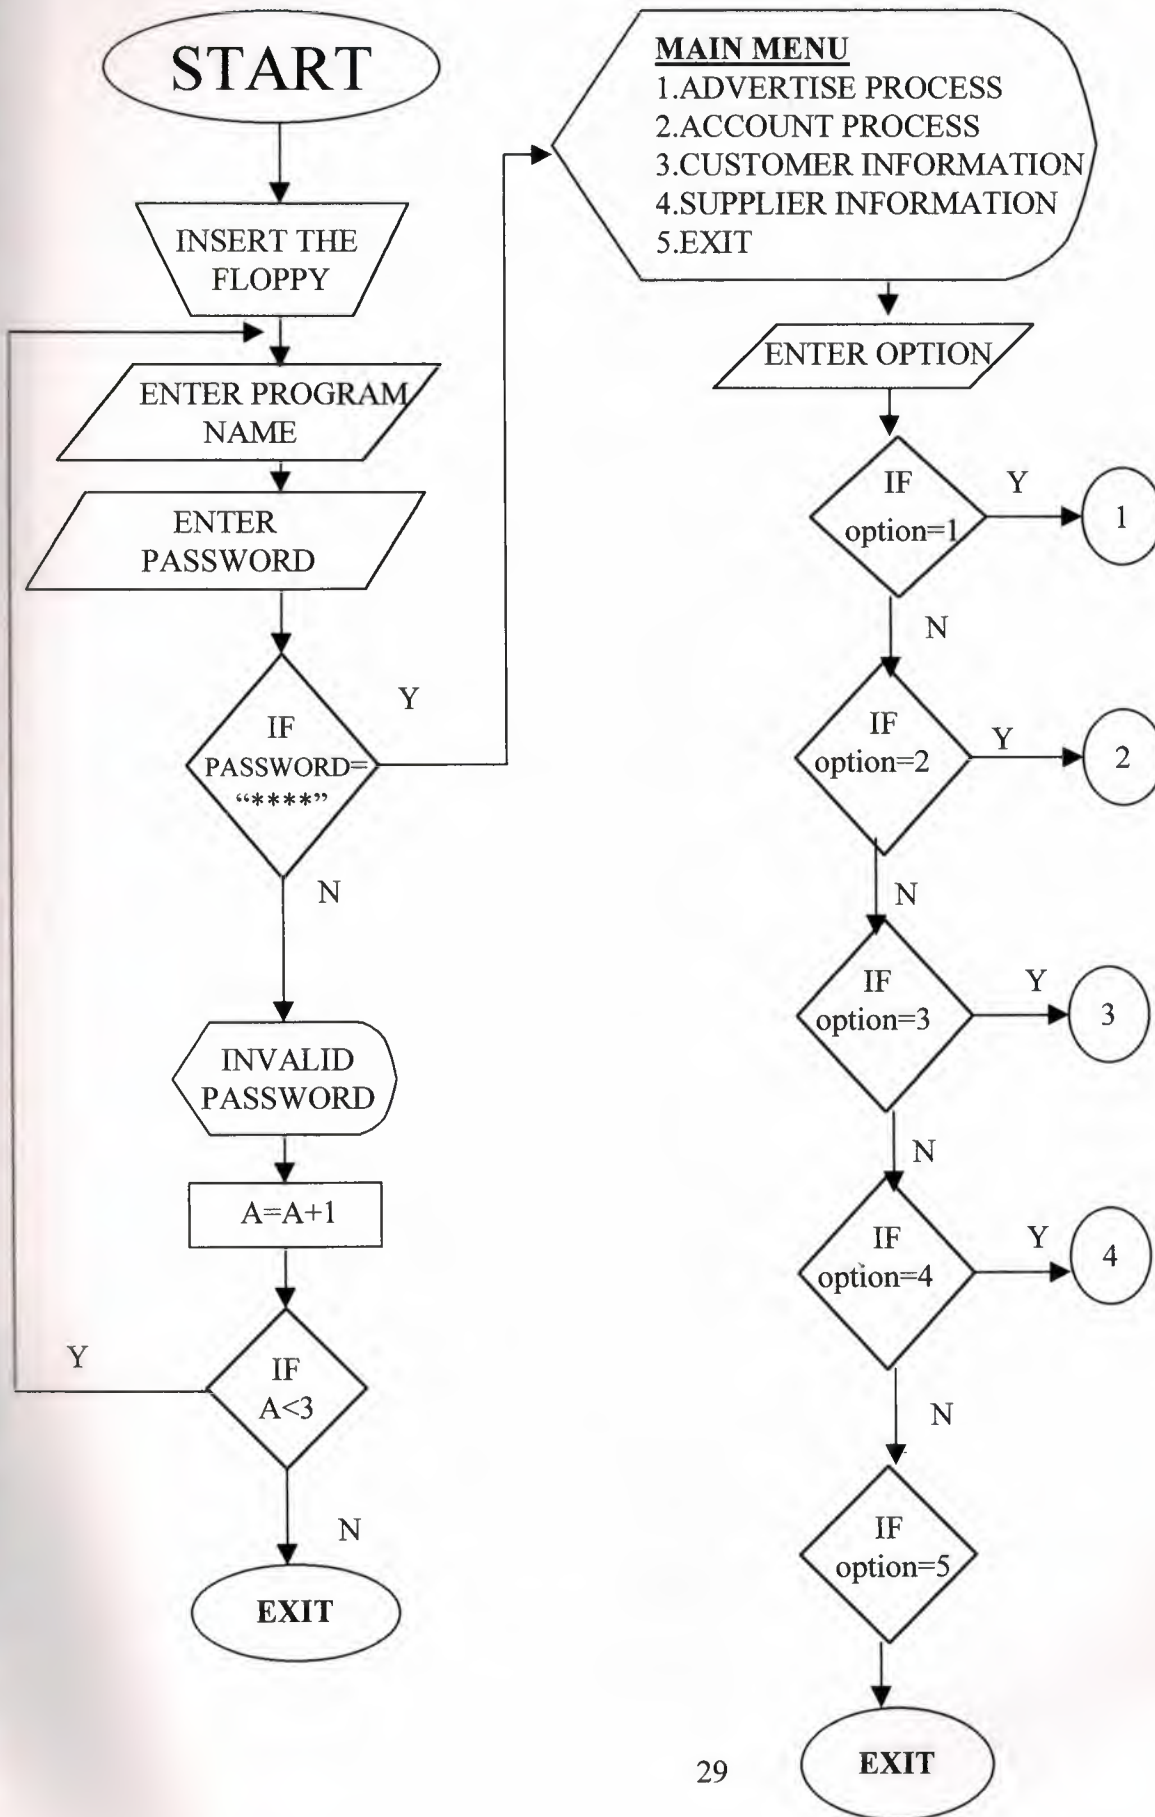 START
INSERT THE
FLOPPY
ENTER PROGRAM
NAME
ENTER
PASSWORD
IF
PASSWORD=
“****”
Y
N
INVALID
PASSWORD
A=A+1
IF
A<3
Y
N
EXIT
MAIN MENU
1.ADVERTISE PROCESS
2.ACCOUNT PROCESS
3.CUSTOMER INFORMATION
4.SUPPLIER INFORMATION
5.EXIT
ENTER OPTION
IF
option=1
Y
1
N
IF
option=2
Y
2
N
IF
option=3
Y
3
N
IF
option=4
Y
4
N
IF
option=5
EXIT
29